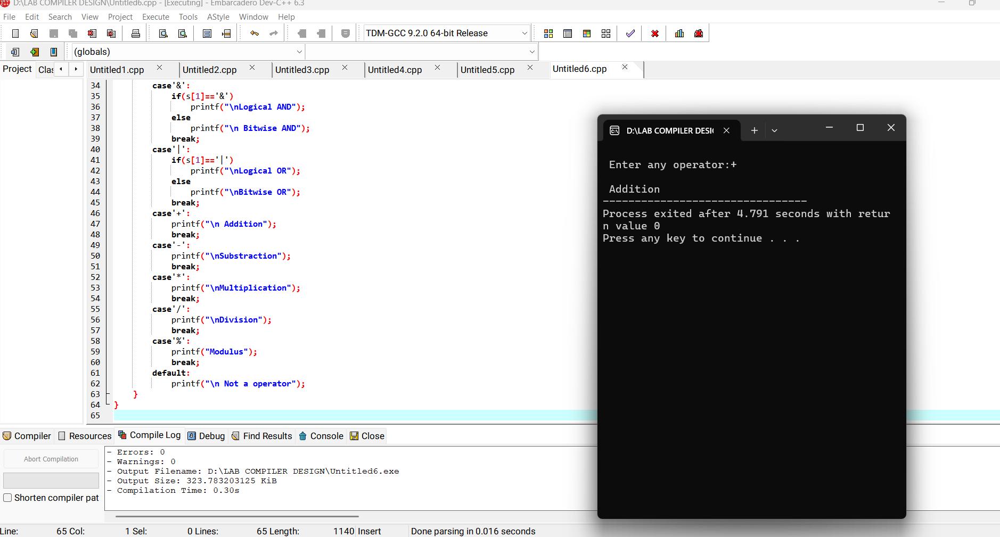 D:\LAB COMPILER DESIGN\Untitled6.cpp - [Executing] - Embarcadero Dev-C++ 6.3
File Edit Search View Project Execute Tools AStyle Window Help
TDM-GCC 9.2.0 64-bit Release
(globals)
Project Clas Untitled1.cpp Untitled2.cpp Untitled3.cpp Untitled4.cpp Untitled5.cpp Untitled6.cpp
34 case'&':
35 if(s[1]=='&')
36 printf("\nLogical AND");
37 else
38 printf("\n Bitwise AND");
39 break;
40 case'|':
41 if(s[1]=='|')
42 printf("\nLogical OR");
43 else
44 printf("\nBitwise OR");
45 break;
46 case'+':
47 printf("\n Addition");
48 break;
49 case'-':
50 printf("\nSubstraction");
51 break;
52 case'*':
53 printf("\nMultiplication");
54 break;
55 case'/':
56 printf("\nDivision");
57 break;
58 case'%':
59 printf("Modulus");
60 break;
61 default:
62 printf("\n Not a operator");
63 }
64 }
65
D:\LAB COMPILER DESI
Enter any operator:+
Addition
--------------------------------
Process exited after 4.791 seconds with retur
n value 0
Press any key to continue . . .
Compiler Resources Compile Log Debug Find Results Console Close
Abort Compilation
Shorten compiler pat
- Errors: 0
- Warnings: 0
- Output Filename: D:\LAB COMPILER DESIGN\Untitled6.exe
- Output Size: 323.783203125 KiB
- Compilation Time: 0.30s
Line: 65 Col: 1 Sel: 0 Lines: 65 Length: 1140 Insert Done parsing in 0.016 seconds